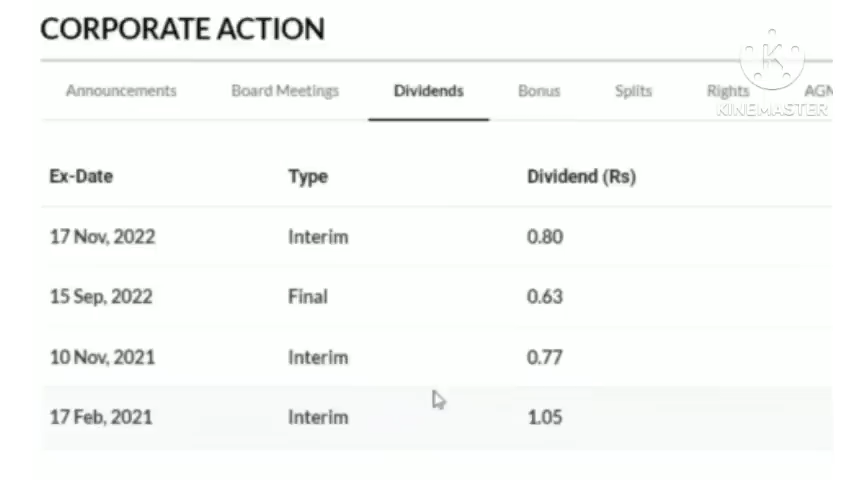 CORPORATE ACTION
K
KINEMASTER
Announcements Board Meetings Dividends Bonus Splits Rights AGM
Ex-Date Type Dividend (Rs)
17 Nov, 2022 Interim 0.80
15 Sep, 2022 Final 0.63
10 Nov, 2021 Interim 0.77
17 Feb, 2021 Interim 1.05